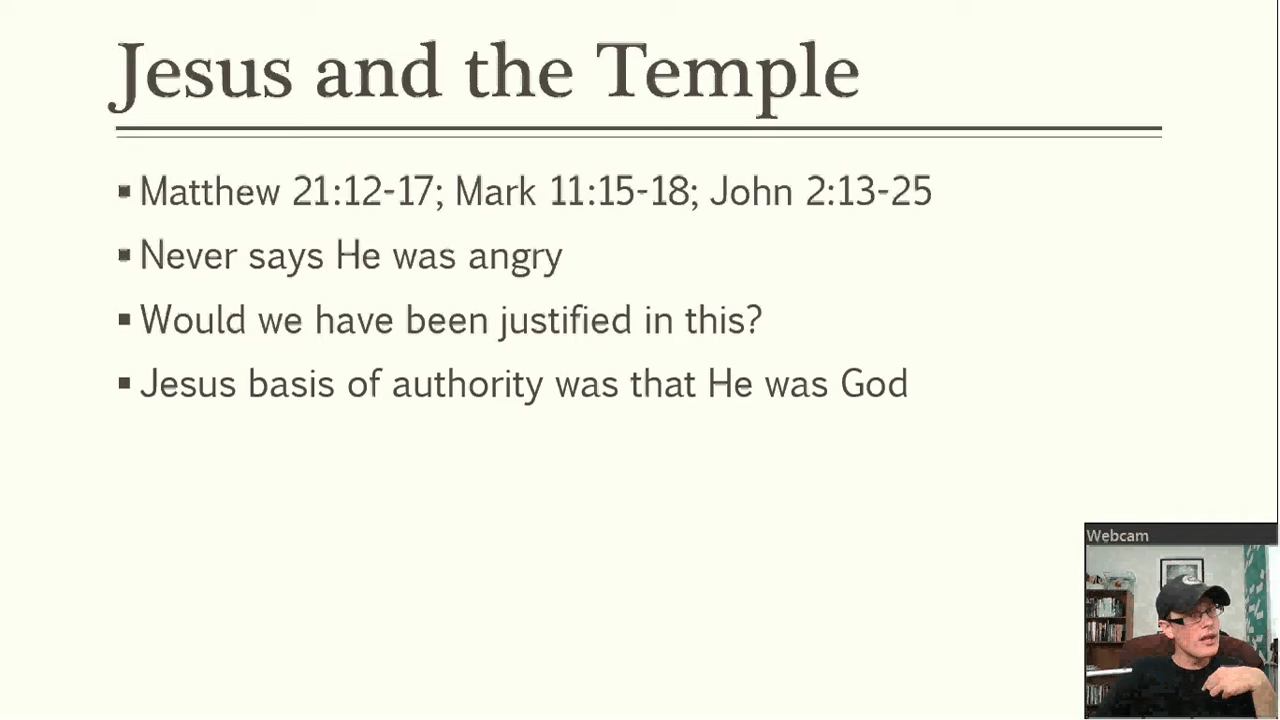 Jesus and the Temple
▪ Matthew 21:12-17; Mark 11:15-18; John 2:13-25
▪ Never says He was angry
▪ Would we have been justified in this?
▪ Jesus basis of authority was that He was God
Webcam